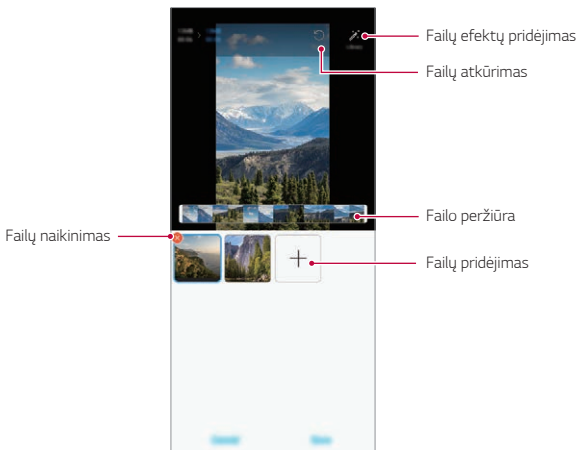 Failų efektų pridėjimas
Failų atkūrimas
Failo peržiūra
Failų naikinimas
Failų pridėjimas